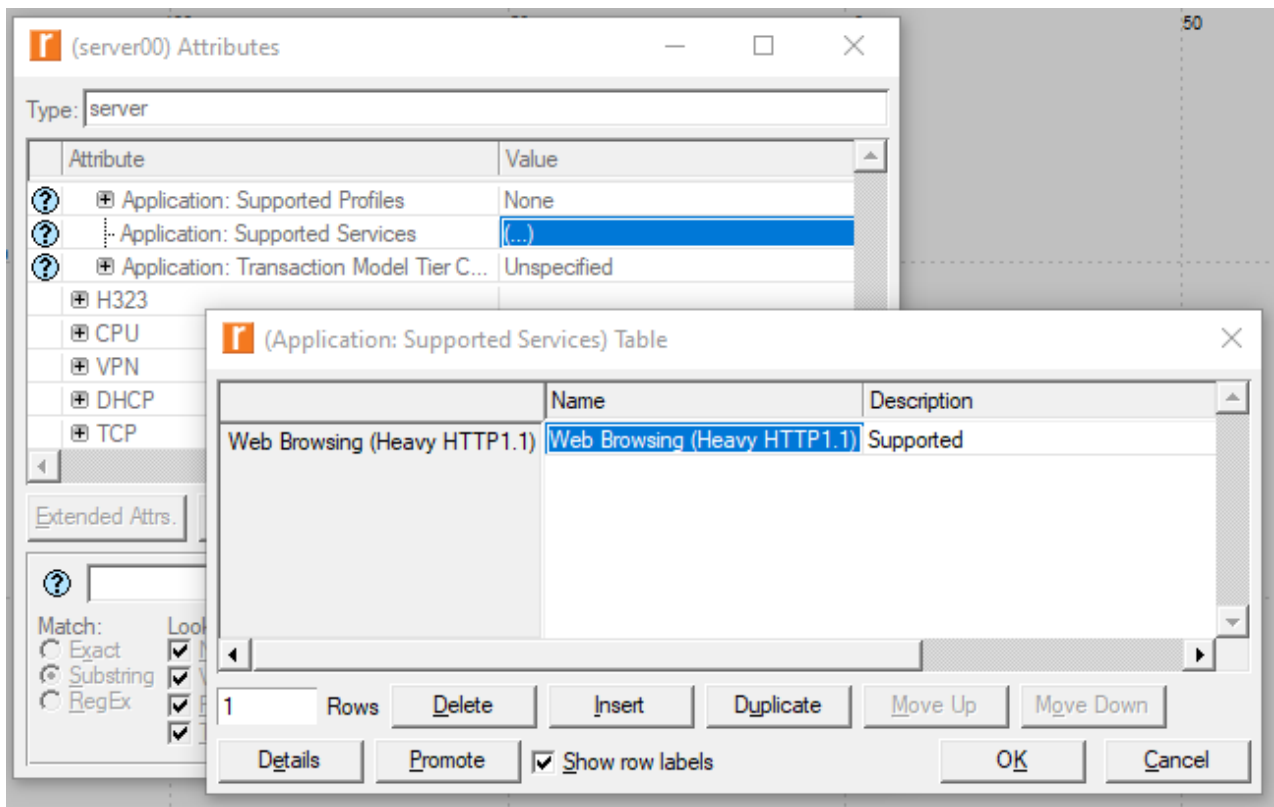 50
(server00) Attributes
Type: server
Attribute Value
Application: Supported Profiles None
Application: Supported Services (...)
Application: Transaction Model Tier C... Unspecified
H323
CPU
VPN
DHCP
TCP
Extended Attrs.
Match:
Exact
Substring
RegEx
(Application: Supported Services) Table
Name Description
Web Browsing (Heavy HTTP1.1) Web Browsing (Heavy HTTP1.1) Supported
1 Rows Delete Insert Duplicate Move Up Move Down
Details Promote Show row labels OK Cancel